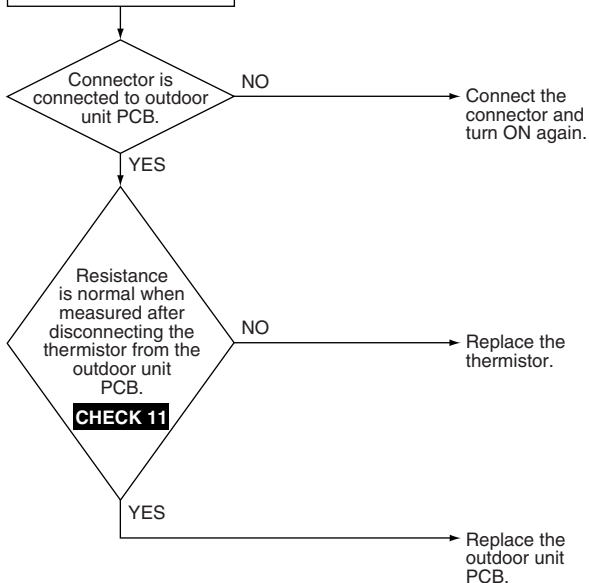 Connector is
connected to outdoor
unit PCB.
NO
Connect the
connector and
turn ON again.
YES
Resistance
is normal when
measured after
disconnecting the
thermistor from the
outdoor unit
PCB.
CHECK 11
NO
Replace the
thermistor.
YES
Replace the
outdoor unit
PCB.